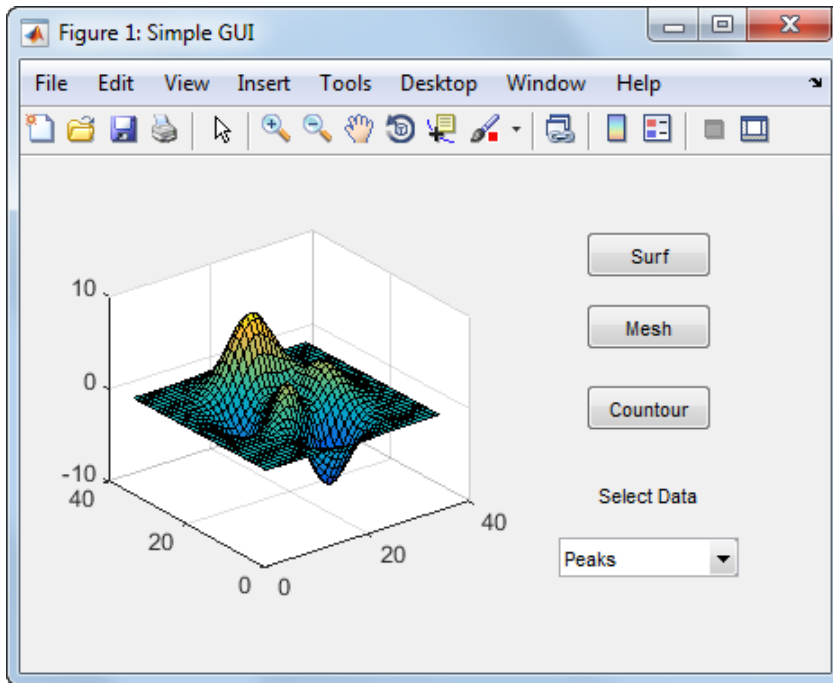 Figure 1: Simple GUI
File Edit View Insert Tools Desktop Window Help
Surf
10
Mesh
0
Countour
-10
40
Select Data
40
20
20
Peaks
0 0